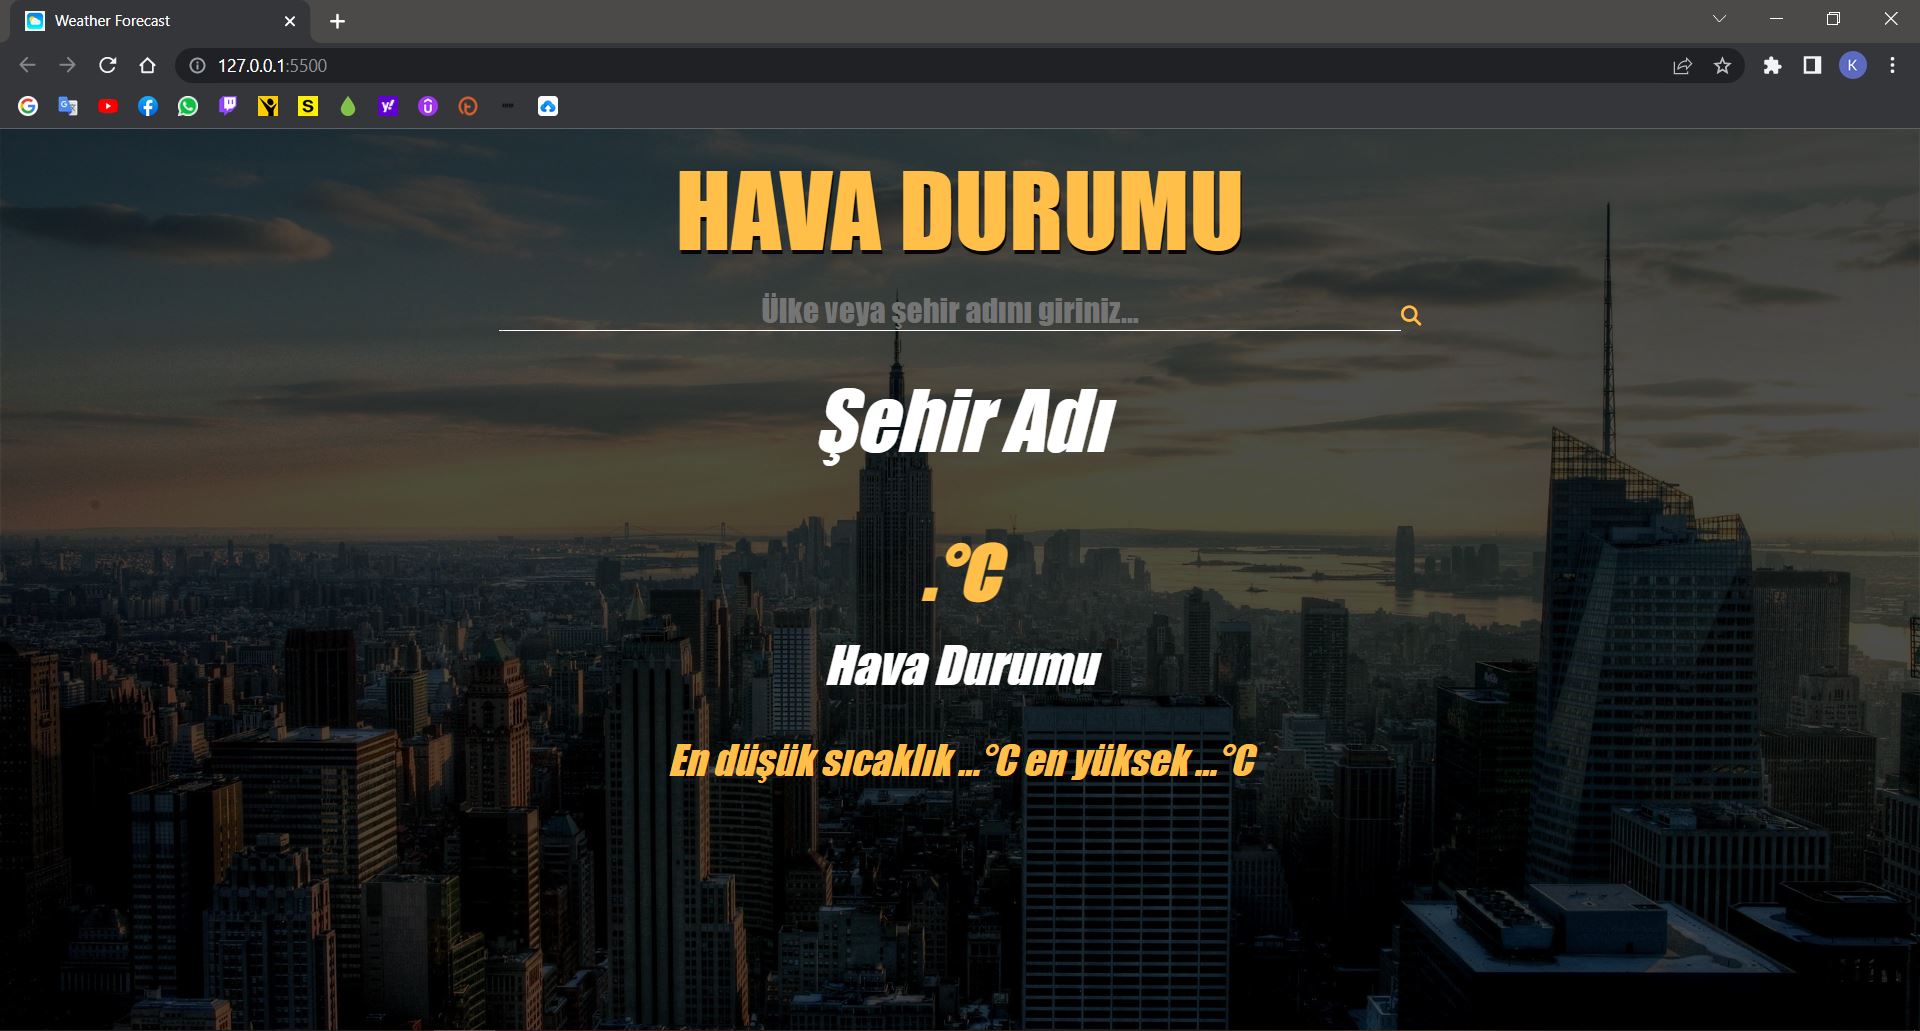 Weather Forecast
127.0.0.1:5500
K
HAVA DURUMU
Ülke veya şehir adını giriniz...
Şehir Adı
.°C
Hava Durumu
En düşük sıcaklık ...°C en yüksek ...°C